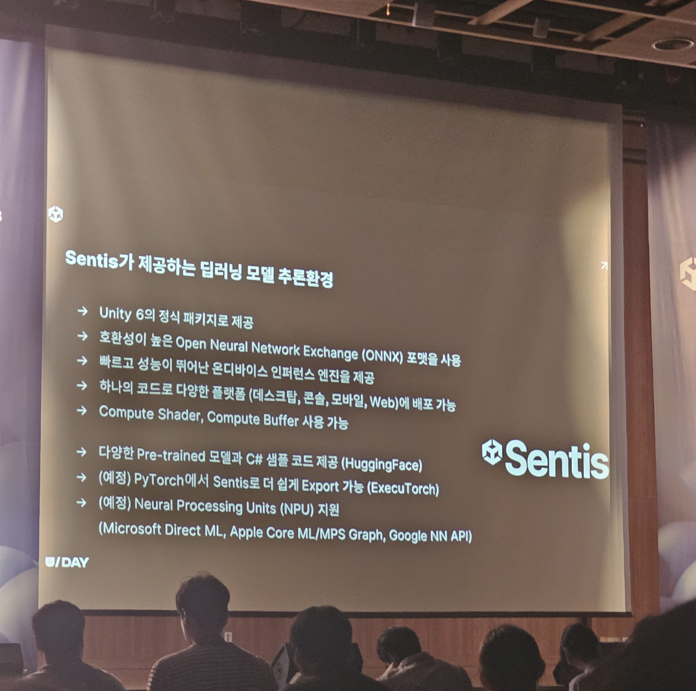 Sentis가 제공하는 딥러닝 모델 추론환경
→ Unity 6의 정식 패키지로 제공
→ 호환성이 높은 Open Neural Network Exchange (ONNX) 포맷을 사용
→ 빠르고 성능이 뛰어난 온디바이스 인퍼런스 엔진을 제공
→ 하나의 코드로 다양한 플랫폼 (데스크탑, 콘솔, 모바일, Web)에 배포 가능
→ Compute Shader, Compute Buffer 사용 가능
→ 다양한 Pre-trained 모델과 C# 샘플 코드 제공 (HuggingFace)
→ (예정) PyTorch에서 Sentis로 더 쉽게 Export 가능 (ExecuTorch)
→ (예정) Neural Processing Units (NPU) 지원
(Microsoft Direct ML, Apple Core ML/MPS Graph, Google NN API)
Sentis
U/DAY